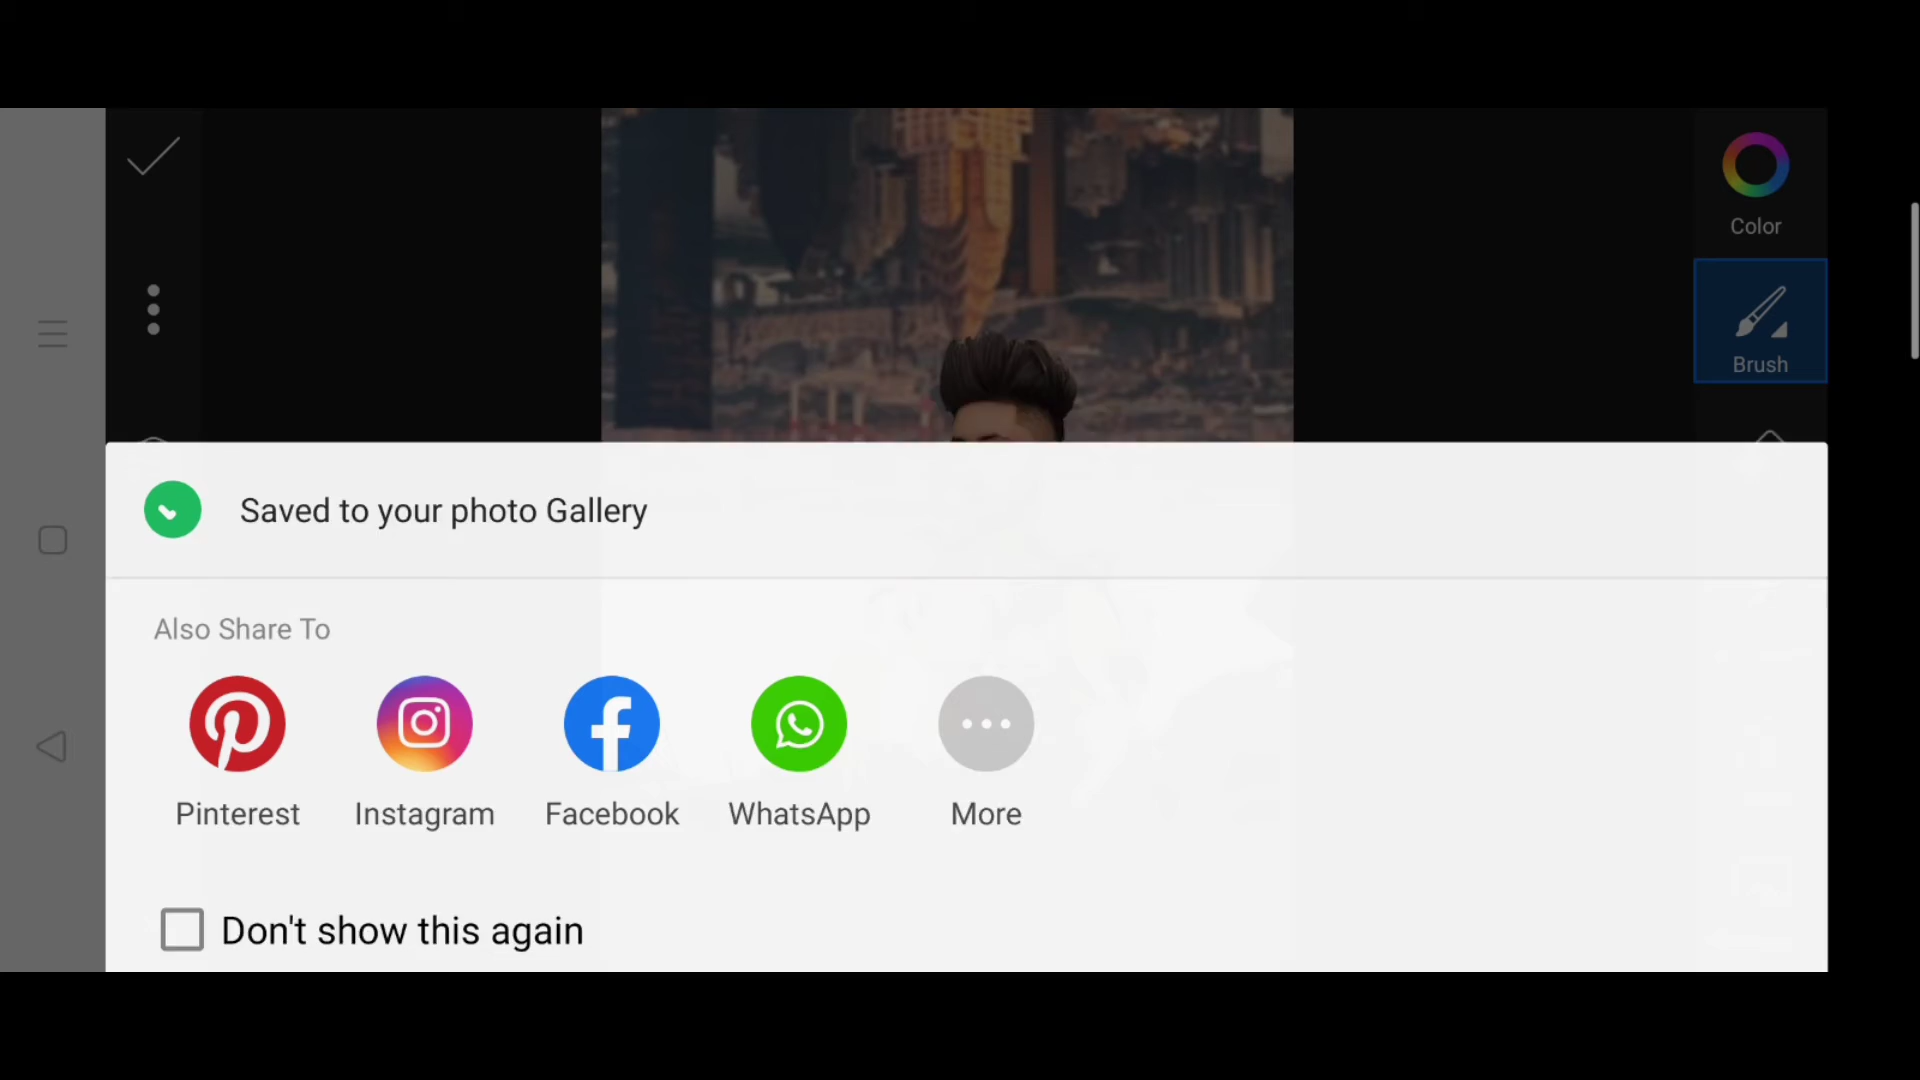 Color
Brush
Saved to your photo Gallery
Also Share To
Pinterest
Instagram
Facebook
WhatsApp
More
Don't show this again